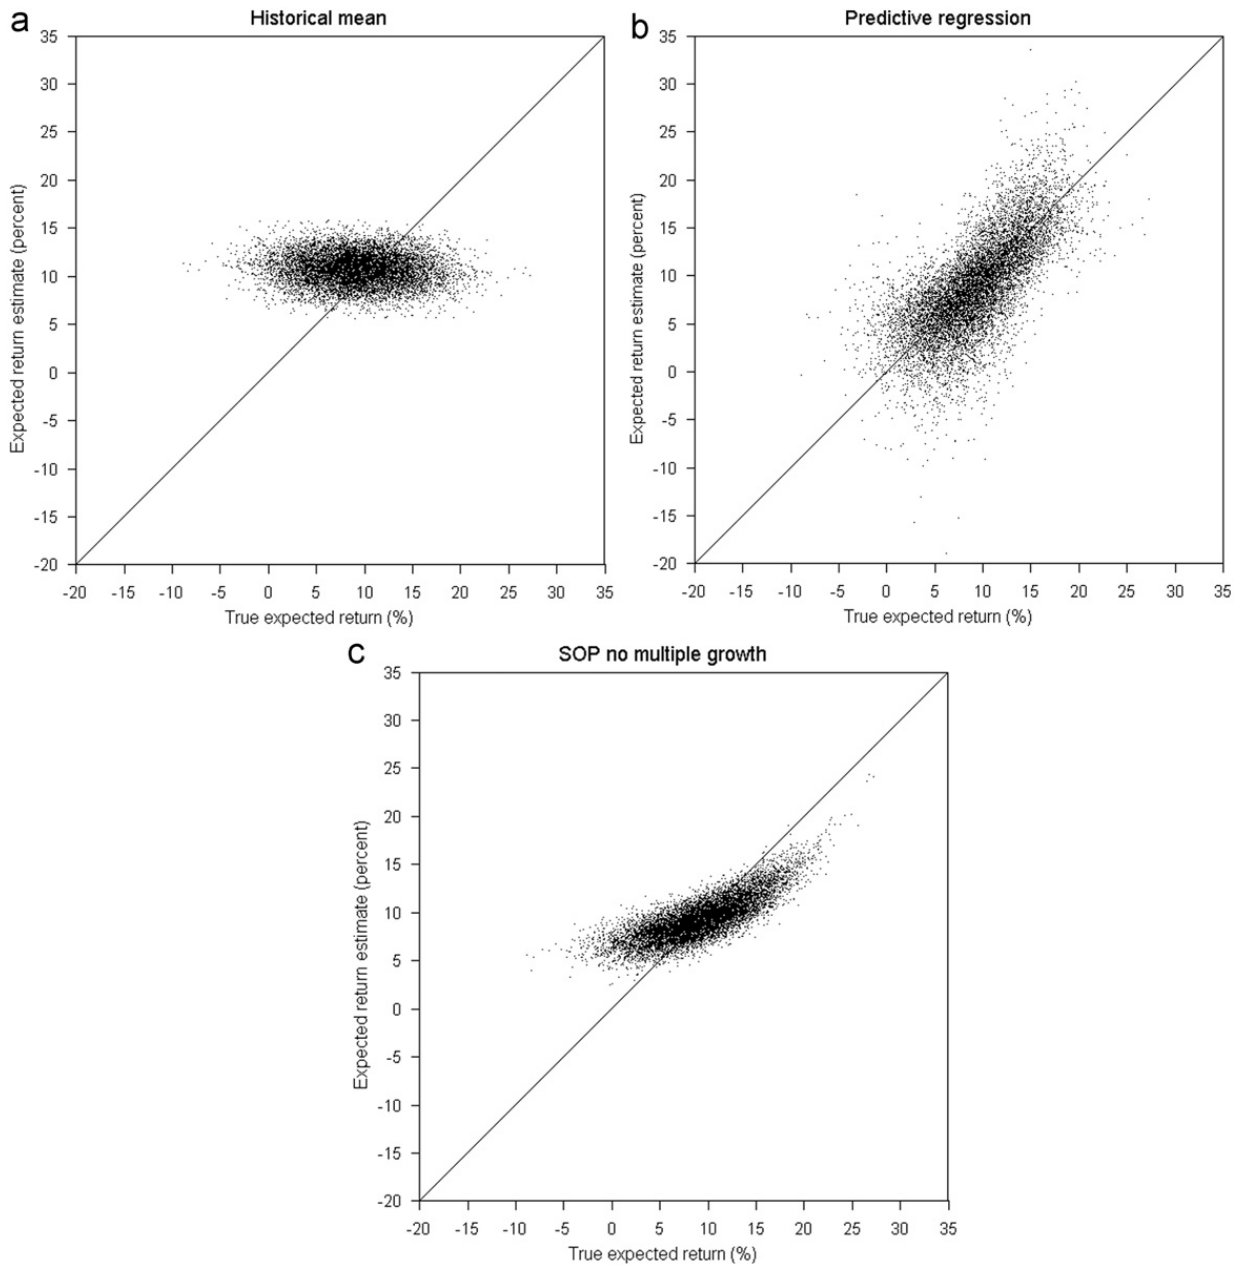 a
Historical mean
35
30
25
20
15
10
5
0
-5
-10
-15
-20
Expected return estimate (percent)
-20 -15 -10 -5 0 5 10 15 20 25 30 35
True expected return (%)
b
Predictive regression
35
30
25
20
15
10
5
0
-5
-10
-15
-20
Expected return estimate (percent)
-20 -15 -10 -5 0 5 10 15 20 25 30 35
True expected return (%)
c
SOP no multiple growth
35
30
25
20
15
10
5
0
-5
-10
-15
-20
Expected return estimate (percent)
-20 -15 -10 -5 0 5 10 15 20 25 30 35
True expected return (%)